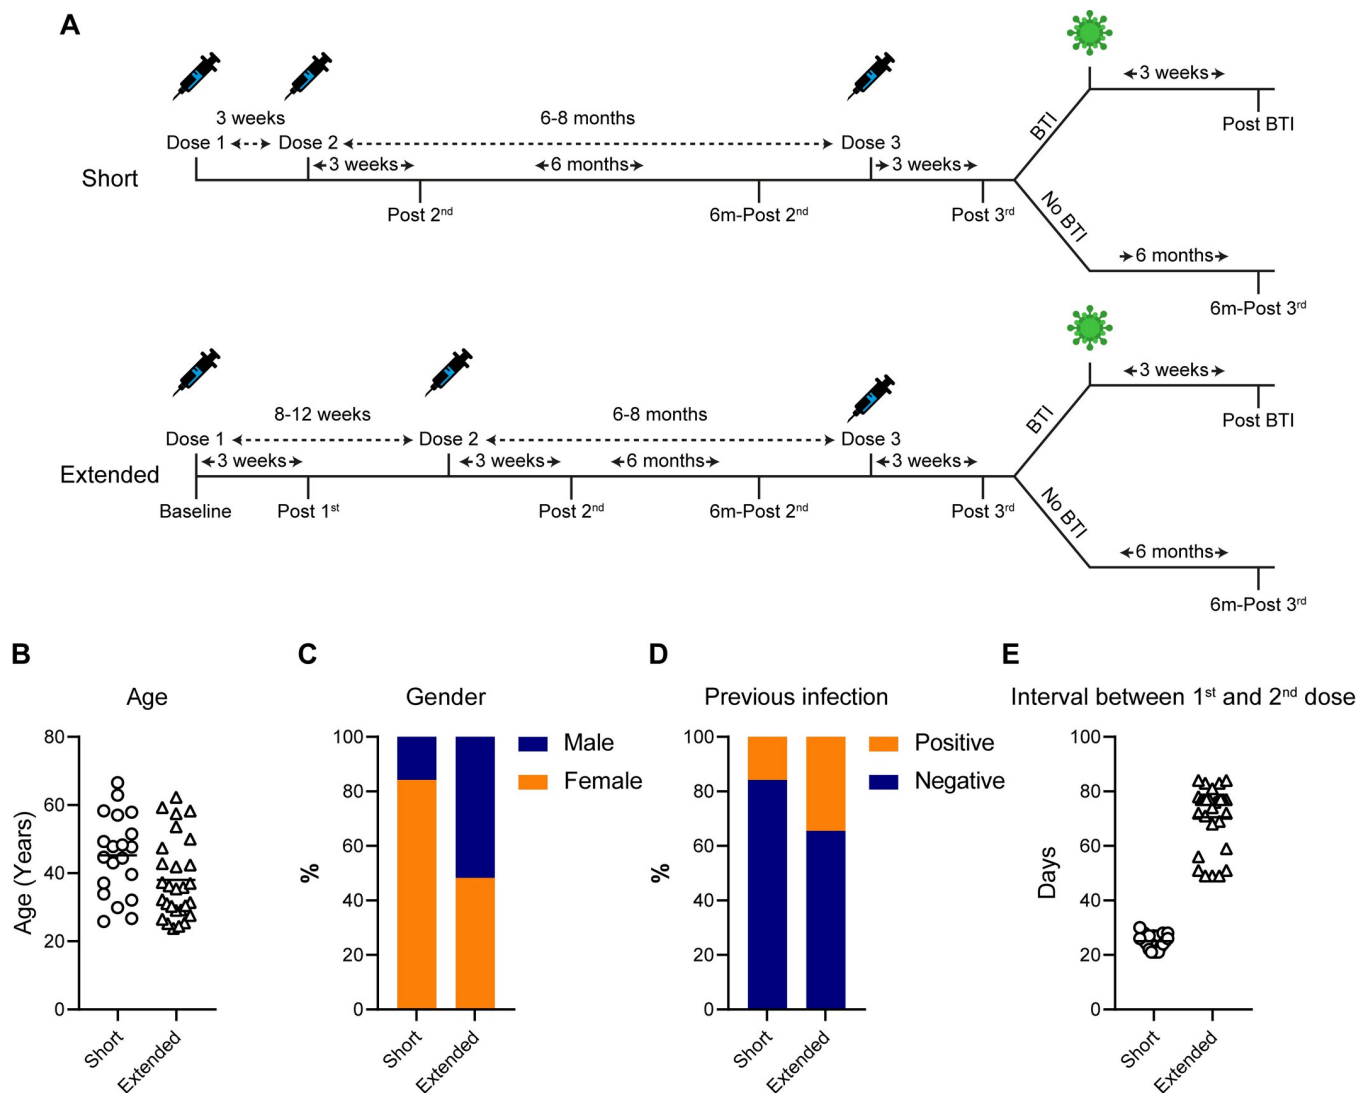 A
3 weeks
6-8 months
3 weeks
Dose 1
Dose 2
Dose 3
Post BTI
3 weeks
6 months
3 weeks
BTI
Short
Post 2nd
6m-Post 2nd
Post 3rd
No BTI
6 months
6m-Post 3rd
8-12 weeks
6-8 months
3 weeks
Dose 1
Dose 2
Dose 3
Post BTI
3 weeks
3 weeks
6 months
3 weeks
BTI
Extended
Baseline
Post 1st
Post 2nd
6m-Post 2nd
Post 3rd
No BTI
6 months
6m-Post 3rd
B
Age
Age (Years)
80
60
40
20
0
Short
Extended
C
Gender
%
100
80
60
40
20
0
Short
Extended
Male
Female
D
Previous infection
%
100
80
60
40
20
0
Short
Extended
Positive
Negative
E
Interval between 1st and 2nd dose
Days
100
80
60
40
20
0
Short
Extended